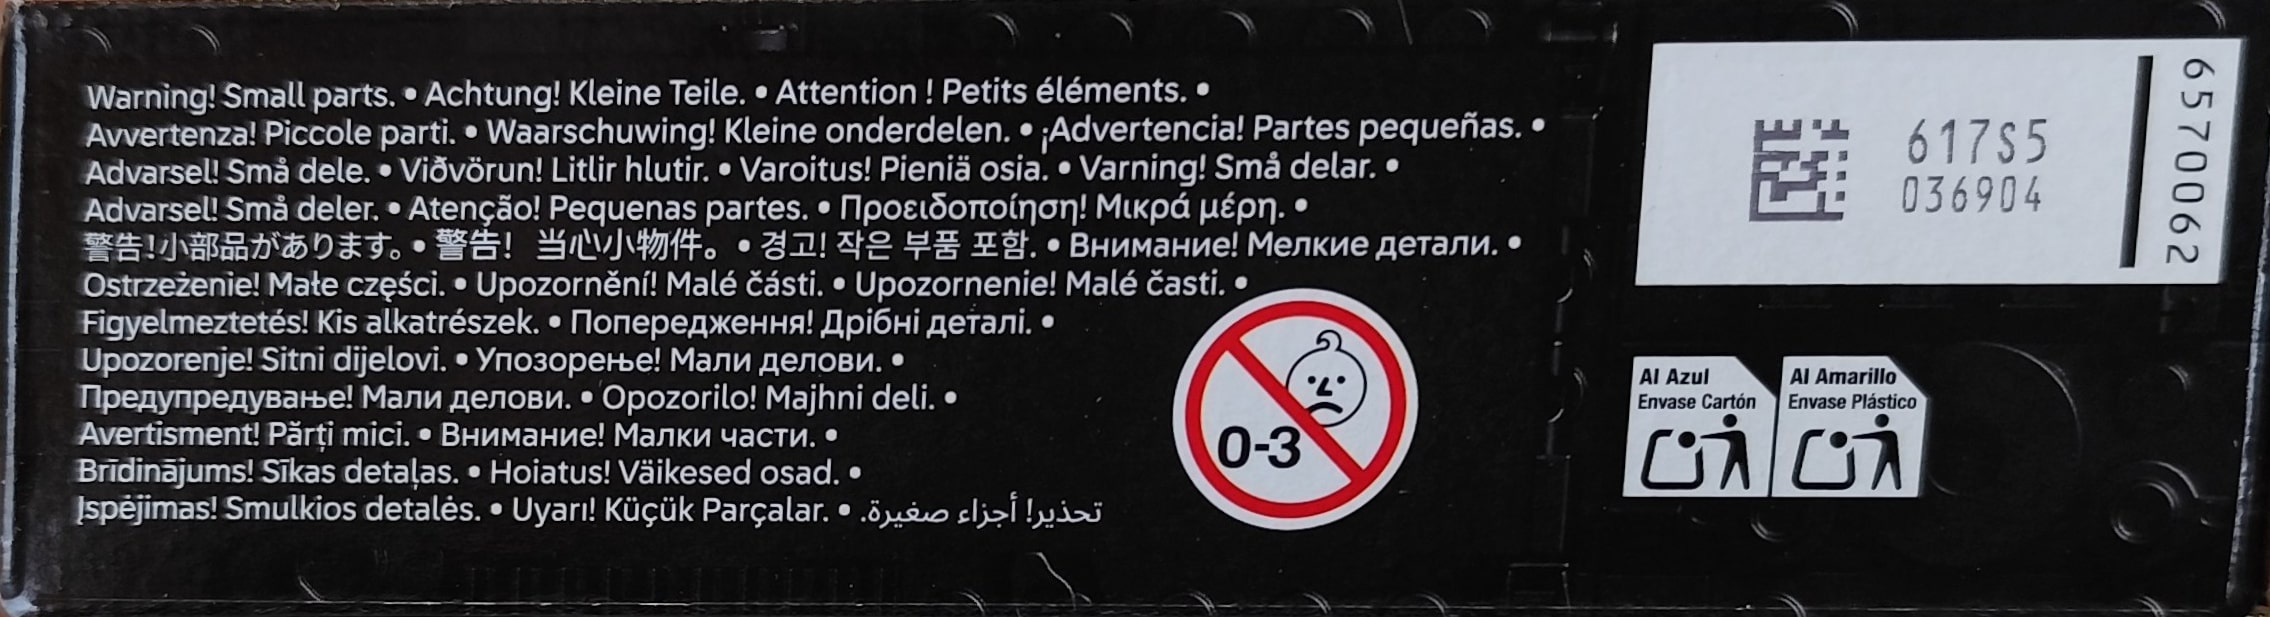 Warning! Small parts. • Achtung! Kleine Teile. • Attention ! Petits éléments. •
Avvertenza! Piccole parti. • Waarschuwing! Kleine onderdelen. • ¡Advertencia! Partes pequeñas. •
Advarsel! Små dele. • Viðvörun! Litlir hlutir. • Varoitus! Pieniä osia. • Varning! Små delar. •
Advarsel! Små deler. • Atenção! Pequenas partes. • Προειδοποίηση! Μικρά μέρη. •
警告!小部品があります。 • 警告! 当心小物件。 • 경고! 작은 부품 포함. • Внимание! Мелкие детали. •
Ostrzeżenie! Małe części. • Upozornění! Malé části. • Upozornenie! Malé časti. •
Figyelmeztetés! Kis alkatrészek. • Попередження! Дрібні деталі. •
Upozorenje! Sitni dijelovi. • Упозорење! Мали делови. •
Предупредување! Мали делови. • Opozorilo! Majhni deli. •
Avertisment! Părți mici. • Внимание! Малки части. •
Brīdinājums! Sīkas detaļas. • Hoiatus! Väikesed osad. •
Įspėjimas! Smulkios detalės. • Uyarı! Küçük Parçalar. • تحذير! أجزاء صغيرة.
0-3
617S5
036904
6570062
Al Azul
Envase Cartón
Al Amarillo
Envase Plástico